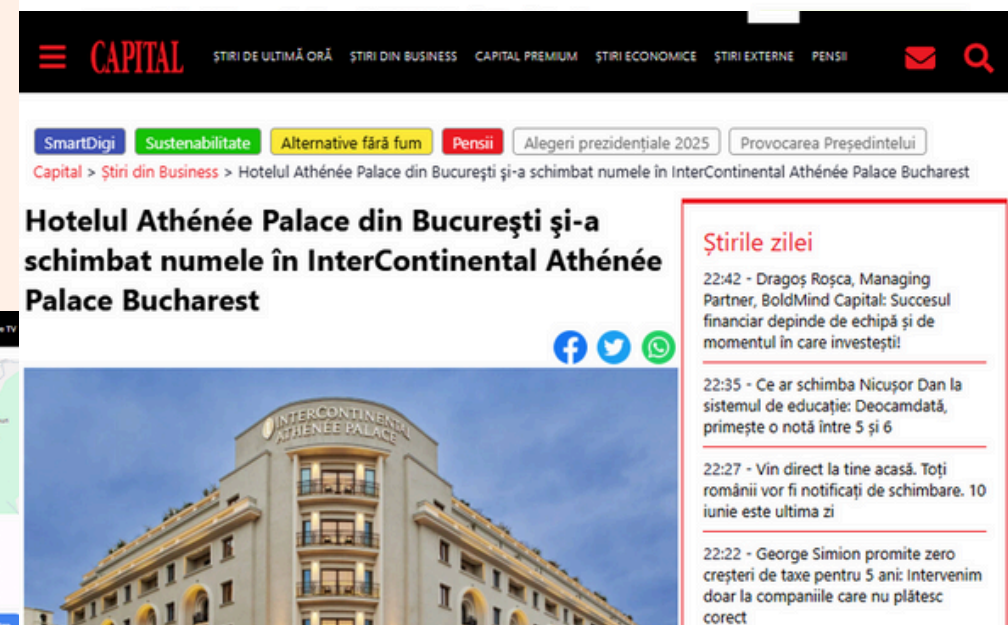 CAPITAL
ȘTIRI DE ULTIMĂ ORĂ ȘTIRI DIN BUSINESS CAPITAL PREMIUM ȘTIRI ECONOMICE ȘTIRI EXTERNE PENSII
SmartDigi Sustenabilitate Alternative fără fum Pensii Alegeri prezidențiale 2025 Provocarea Președintelui
Capital > Știri din Business > Hotelul Athénée Palace din Bucureşti şi-a schimbat numele în InterContinental Athénée Palace Bucharest
Hotelul Athénée Palace din Bucureşti şi-a
schimbat numele în InterContinental Athénée
Palace Bucharest
INTERCONTINENTAL
ATHÉNÉE PALACE
Știrile zilei
22:42 - Dragoș Roșca, Managing
Partner, BoldMind Capital: Succesul
financiar depinde de echipă și de
momentul în care investești!
22:35 - Ce ar schimba Nicușor Dan la
sistemul de educație: Deocamdată,
primește o notă între 5 și 6
22:27 - Vin direct la tine acasă. Toți
românii vor fi notificați de schimbare. 10
iunie este ultima zi
22:22 - George Simion promite zero
creșteri de taxe pentru 5 ani: Intervenim
doar la companiile care nu plătesc
corect